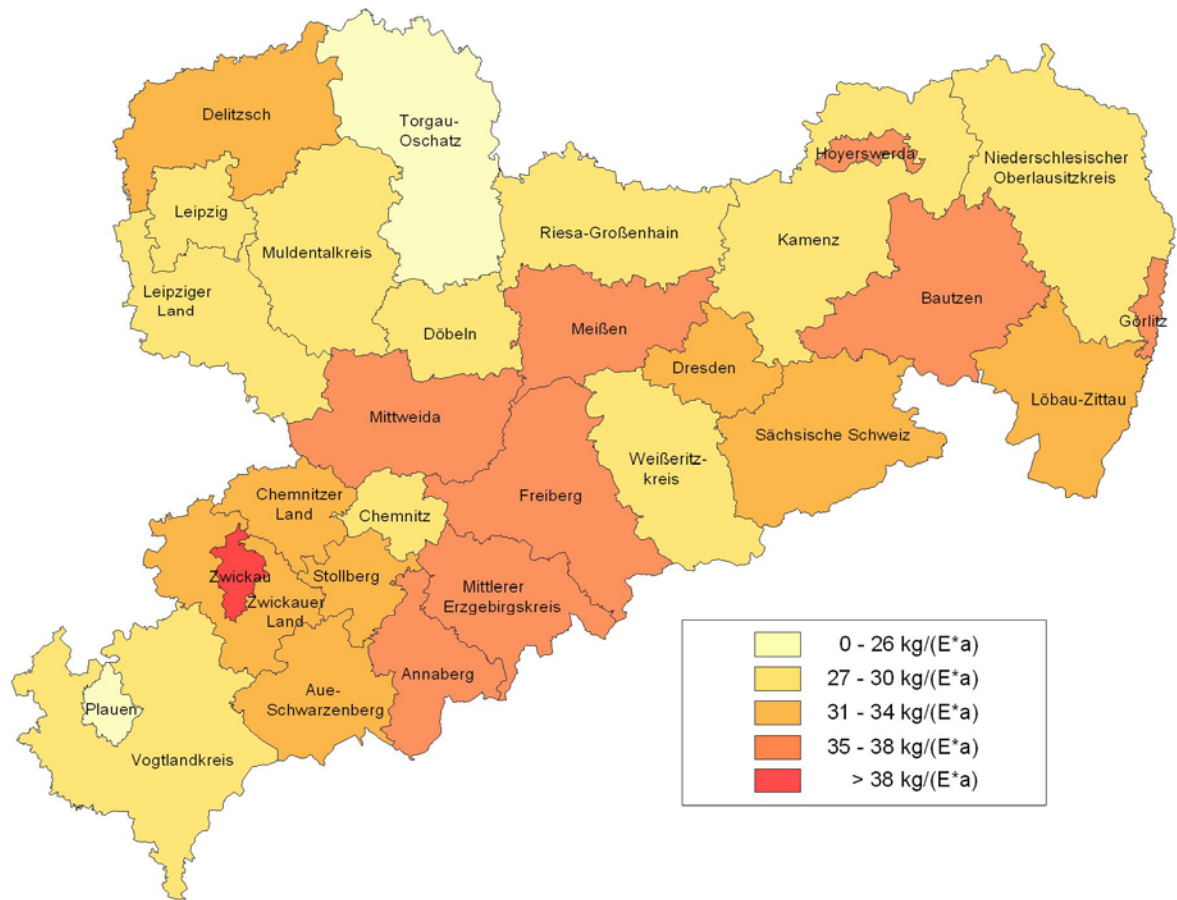 Delitzsch
Torgau-
Oschatz
Hoyerswerda
Niederschlesischer
Oberlausitzkreis
Leipzig
Muldentalkreis
Riesa-Großenhain
Kamenz
Leipziger
Land
Döbeln
Meißen
Bautzen
Görlitz
Dresden
Löbau-Zittau
Mittweida
Sächsische Schweiz
Weißeritz-
kreis
Chemnitzer
Land
Chemnitz
Freiberg
Zwickau
Stollberg
Zwickauer
Land
Mittlerer
Erzgebirgskreis
Annaberg
Aue-
Schwarzenberg
Plauen
Vogtlandkreis
0 - 26 kg/(E*a)
27 - 30 kg/(E*a)
31 - 34 kg/(E*a)
35 - 38 kg/(E*a)
> 38 kg/(E*a)